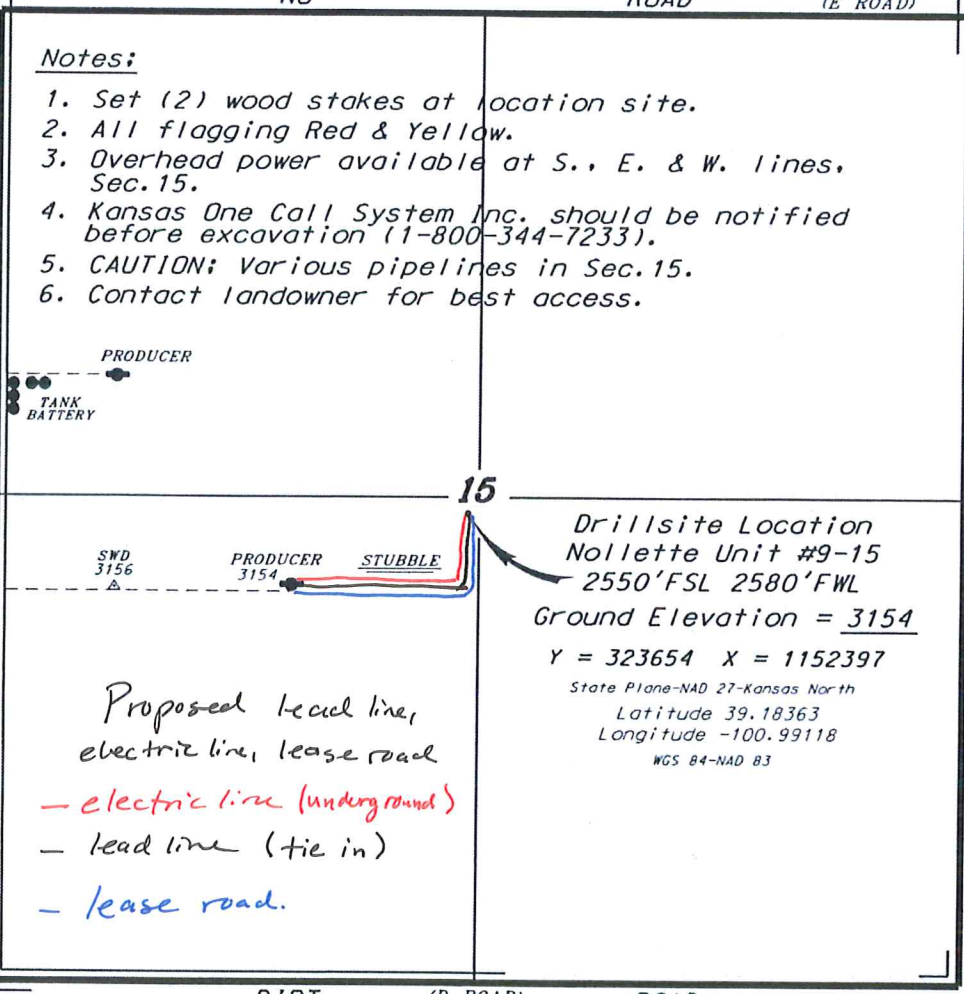 NO ROAD (E ROAD)
Notes:
1. Set (2) wood stakes at location site.
2. All flagging Red & Yellow.
3. Overhead power available at S., E. & W. lines,
Sec.15.
4. Kansas One Call System Inc. should be notified
before excavation (1-800-344-7233).
5. CAUTION: Various pipelines in Sec.15.
6. Contact landowner for best access.
PRODUCER
TANK
BATTERY
15
SWD
3156
PRODUCER
3154
STUBBLE
Drillsite Location
Nollette Unit #9-15
2550'FSL 2580'FWL
Ground Elevation = 3154
Y = 323654 X = 1152397
State Plane-NAD 27-Kansas North
Latitude 39.18363
Longitude -100.99118
WGS 84-NAD 83
Proposed lead line,
electric line, lease road
- electric line (underground)
- lead line (tie in)
- lease road.